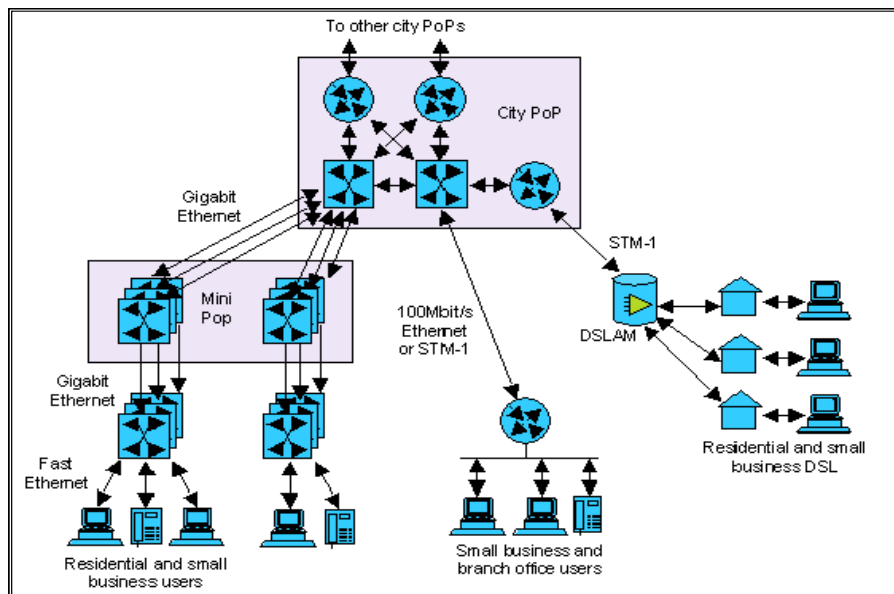 To other city PoPs
City PoP
Gigabit
Ethernet
STM-1
Mini
Pop
100Mbit/s
Ethernet
or STM-1
DSLAM
Gigabit
Ethernet
Residential and small
business DSL
Fast
Ethernet
Residential and small
business users
Small business and
branch office users